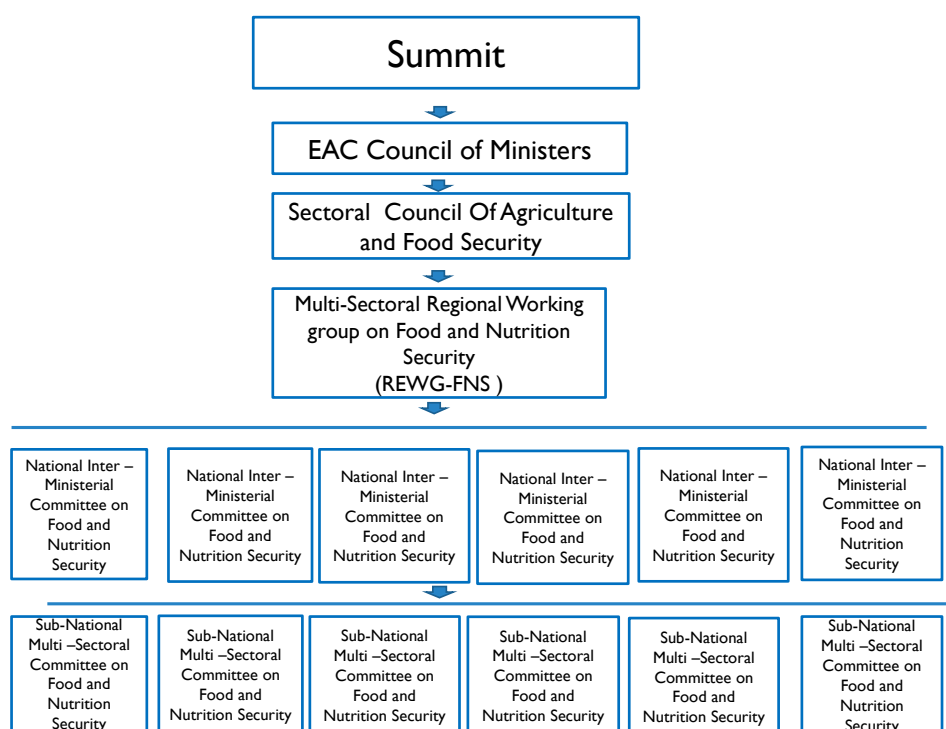 Summit
EAC Council of Ministers
Sectoral Council Of Agriculture
and Food Security
Multi-Sectoral Regional Working
group on Food and Nutrition
Security
(REWG-FNS )
National Inter –
Ministerial
Committee on
Food and
Nutrition
Security
National Inter –
Ministerial
Committee on
Food and
Nutrition Security
National Inter –
Ministerial
Committee on
Food and
Nutrition Security
National Inter –
Ministerial
Committee on
Food and
Nutrition Security
National Inter –
Ministerial
Committee on
Food and
Nutrition Security
National Inter –
Ministerial
Committee on
Food and
Nutrition
Security
Sub-National
Multi –Sectoral
Committee on
Food and
Nutrition
Security
Sub-National
Multi –Sectoral
Committee on
Food and
Nutrition Security
Sub-National
Multi –Sectoral
Committee on
Food and
Nutrition Security
Sub-National
Multi –Sectoral
Committee on
Food and
Nutrition Security
Sub-National
Multi –Sectoral
Committee on
Food and
Nutrition Security
Sub-National
Multi –Sectoral
Committee on
Food and
Nutrition
Security